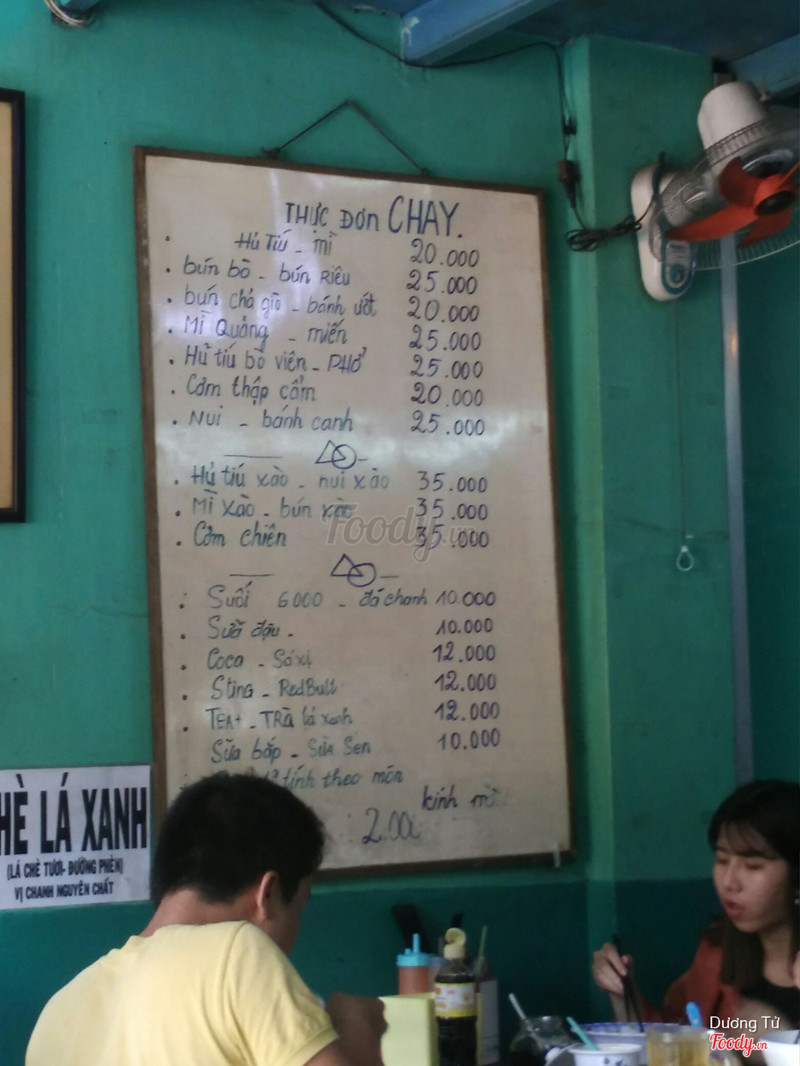 THỰC ĐƠN CHAY.
. Hủ Tiú - mì 20.000
. bún bò - bún Riêu 25.000
. bún chả giò - bánh ướt 20.000
. Mì Quảng - miến 25.000
. Hủ tiú bò viên - PHở 25.000
. Cơm thập cẩm 20.000
. Nui - bánh canh 25.000
. Hủ tiú xào - nui xào 35.000
. Mì xào - bún xào 35.000
. Cơm chiên 35.000
. Suối 6.000 - đá chanh 10.000
. Sữa đậu. 10.000
. Coca - Sá xị 12.000
. Sting - RedBull 12.000
. TEA+ - TRà lá xanh 12.000
. Sữa bắp - Sữa Sen 10.000
tính theo món
kính mời
HÈ LÁ XANH
(LÁ CHÈ TƯƠI- ĐƯỜNG PHÈN)
VỊ CHANH NGUYÊN CHẤT
Foody.vn
Dương Tử
Foody.vn